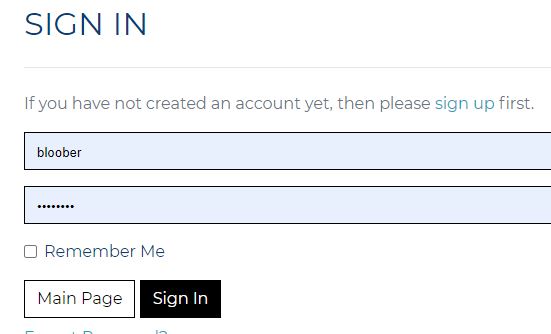 SIGN IN
If you have not created an account yet, then please sign up first.
bloober
••••••••
Remember Me
Main Page Sign In